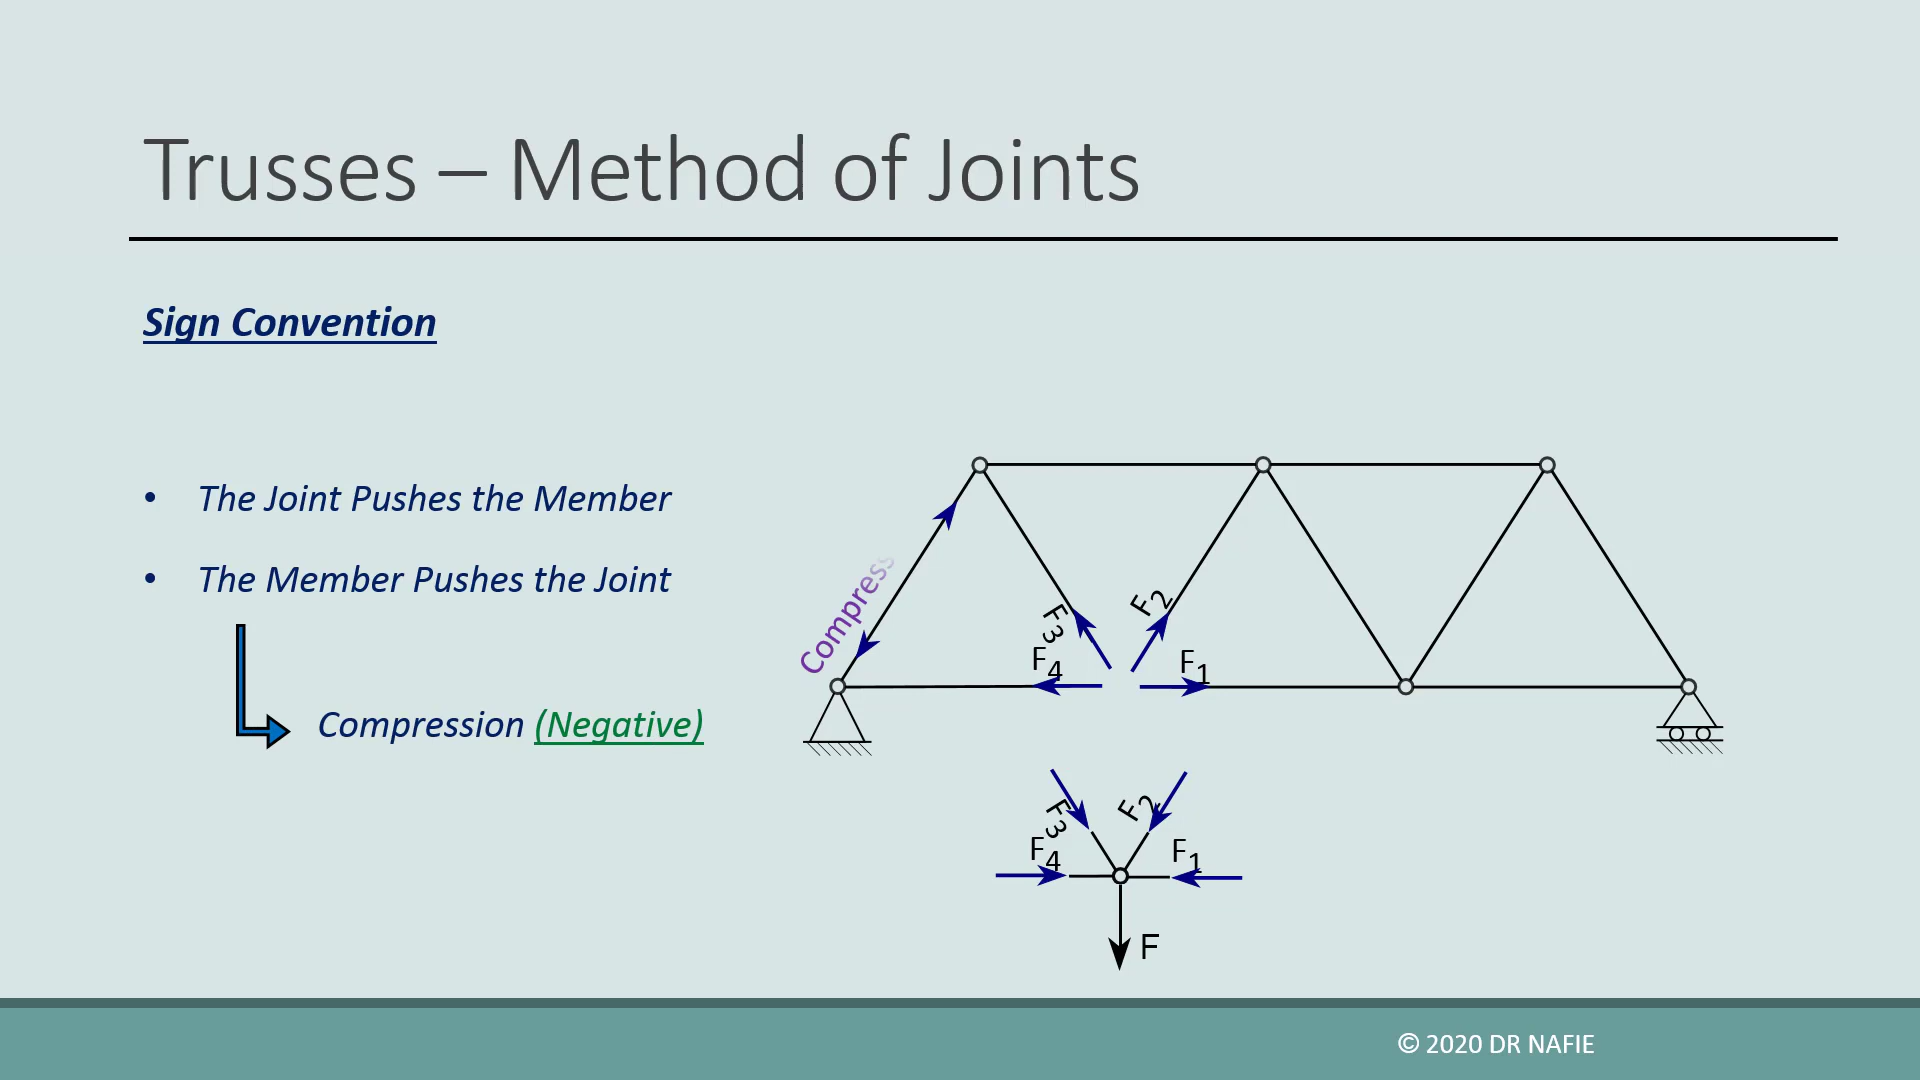 Trusses – Method of Joints
Sign Convention
• The Joint Pushes the Member
• The Member Pushes the Joint
Compression (Negative)
Compress
F3
F2
F4
F1
F3
F2
F4
F1
F
© 2020 DR NAFIE